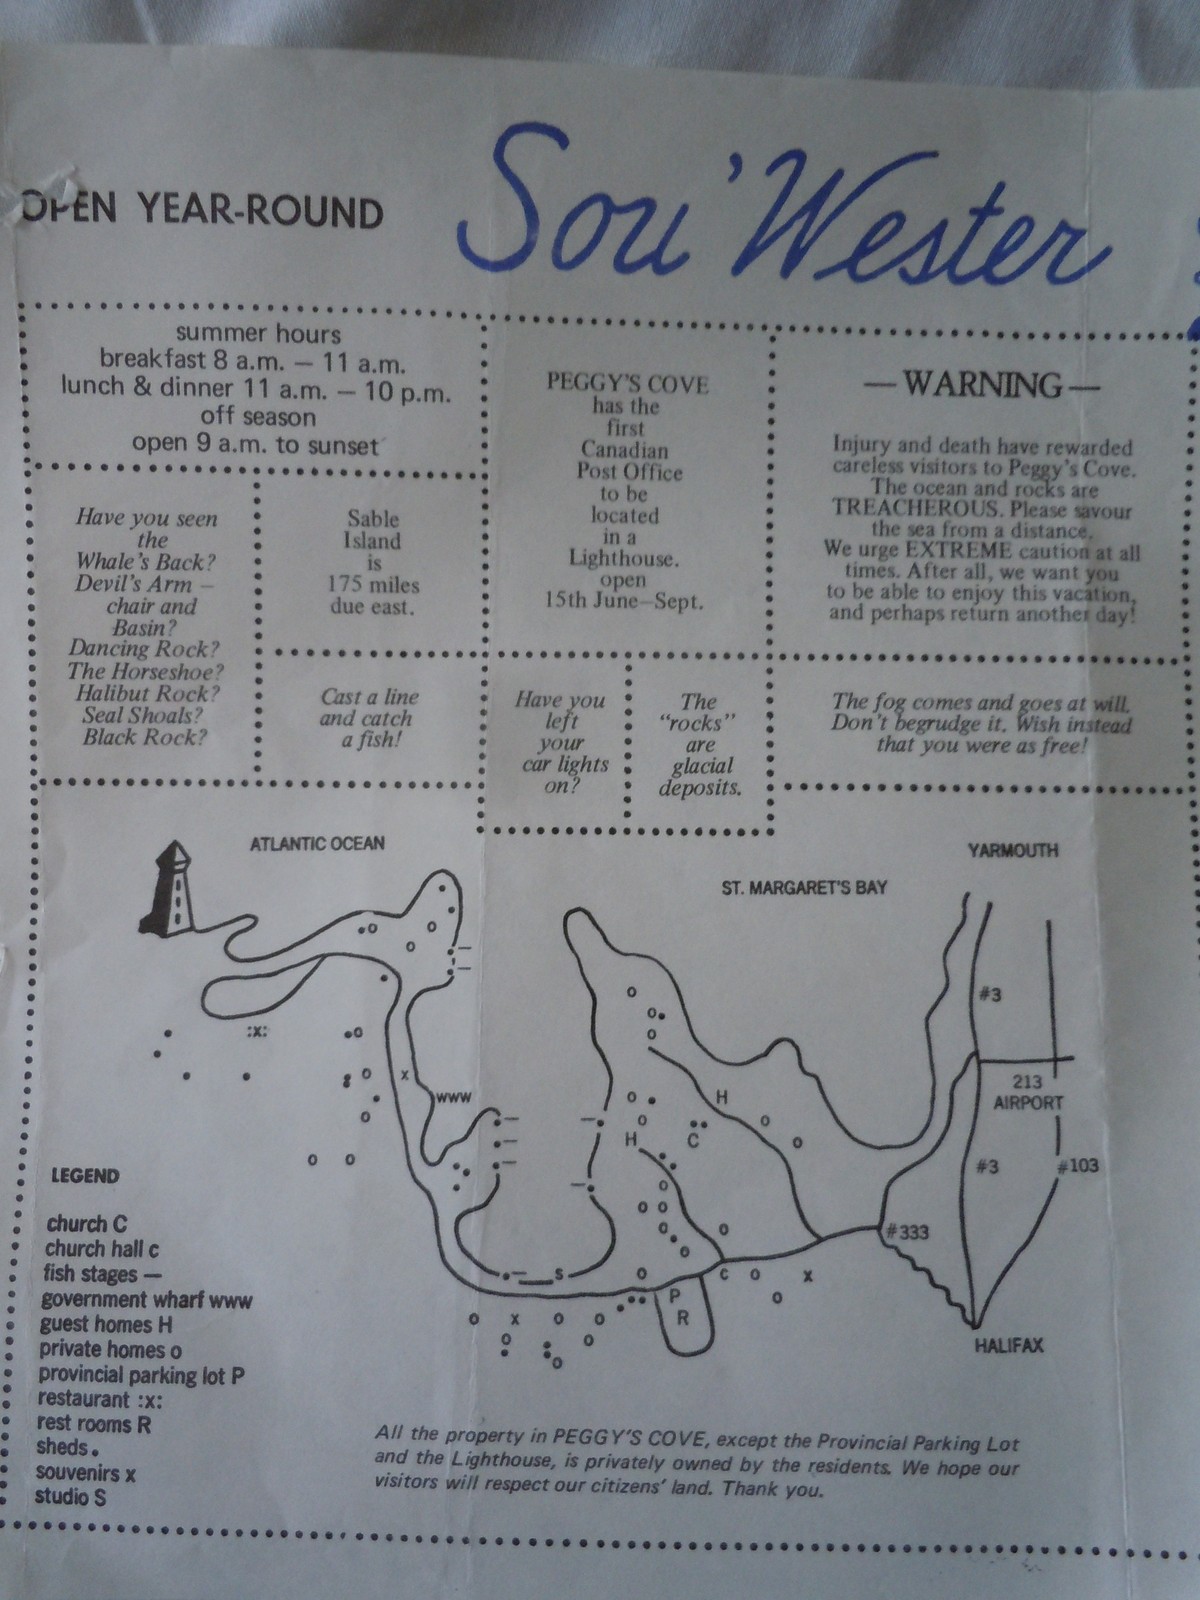 OPEN YEAR-ROUND
Sou'Wester
summer hours
breakfast 8 a.m. — 11 a.m.
lunch & dinner 11 a.m. — 10 p.m.
off season
open 9 a.m. to sunset
PEGGY'S COVE
has the
first
Canadian
Post Office
to be
located
in a
Lighthouse.
open
15th June—Sept.
—WARNING—
Injury and death have rewarded
careless visitors to Peggy's Cove.
The ocean and rocks are
TREACHEROUS. Please savour
the sea from a distance.
We urge EXTREME caution at all
times. After all, we want you
to be able to enjoy this vacation,
and perhaps return another day!
Have you seen
the
Whale's Back?
Devil's Arm —
chair and
Basin?
Dancing Rock?
The Horseshoe?
Halibut Rock?
Seal Shoals?
Black Rock?
Sable
Island
is
175 miles
due east.
Cast a line
and catch
a fish!
Have you
left
your
car lights
on?
The
"rocks"
are
glacial
deposits.
The fog comes and goes at will.
Don't begrudge it. Wish instead
that you were as free!
ATLANTIC OCEAN
ST. MARGARET'S BAY
YARMOUTH
#3
:x:
x
www
H
213
AIRPORT
H
C
#3
#103
#333
S
c
x
P
R
x
HALIFAX
LEGEND
church C
church hall c
fish stages —
government wharf www
guest homes H
private homes o
provincial parking lot P
restaurant :x:
rest rooms R
sheds .
souvenirs x
studio S
All the property in PEGGY'S COVE, except the Provincial Parking Lot
and the Lighthouse, is privately owned by the residents. We hope our
visitors will respect our citizens' land. Thank you.